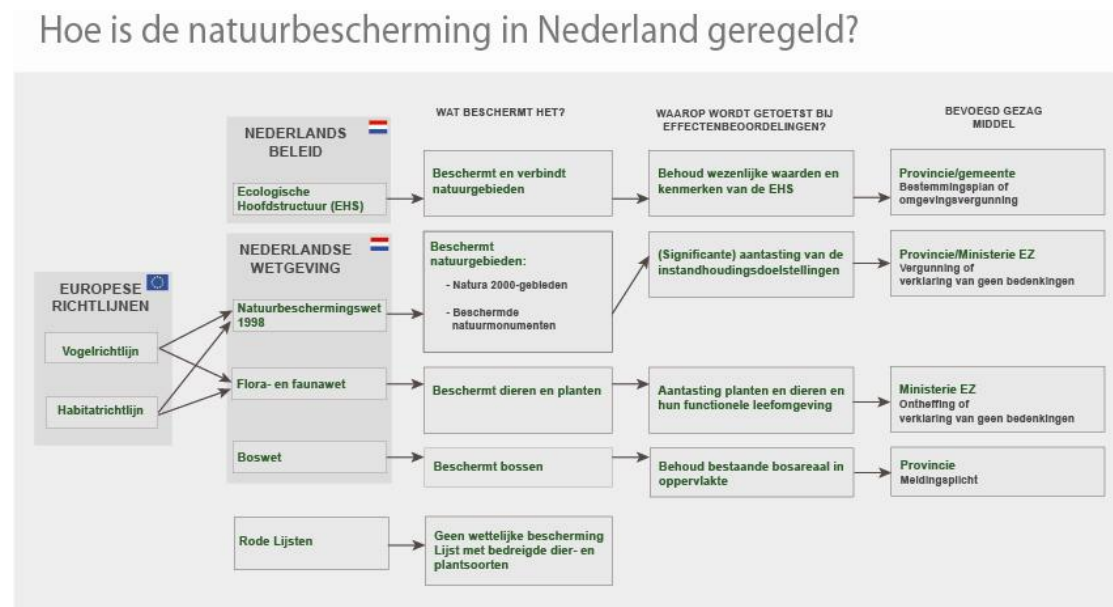 Hoe is de natuurbescherming in Nederland geregeld?
WAT BESCHERMT HET?
WAAROP WORDT GETOETST BIJ
EFFECTENBEOORDELINGEN?
BEVOEGD GEZAG
MIDDEL
NEDERLANDS
BELEID
Ecologische
Hoofdstructuur (EHS)
Beschermt en verbindt
natuurgebieden
Behoud wezenlijke waarden en
kenmerken van de EHS
Provincie/gemeente
Bestemmingsplan of
omgevingsvergunning
EUROPESE
RICHTLIJNEN
Vogelrichtlijn
Habitatrichtlijn
NEDERLANDSE
WETGEVING
Natuurbeschermingswet
1998
Beschermt
natuurgebieden:
- Natura 2000-gebieden
- Beschermde
natuurmonumenten
(Significante) aantasting van de
instandhoudingsdoelstellingen
Provincie/Ministerie EZ
Vergunning of
verklaring van geen bedenkingen
Flora- en faunawet
Beschermt dieren en planten
Aantasting planten en dieren en
hun functionele leefomgeving
Ministerie EZ
Ontheffing of
verklaring van geen bedenkingen
Boswet
Beschermt bossen
Behoud bestaande bosareaal in
oppervlakte
Provincie
Meldingsplicht
Rode Lijsten
Geen wettelijke bescherming
Lijst met bedreigde dier- en
plantsoorten